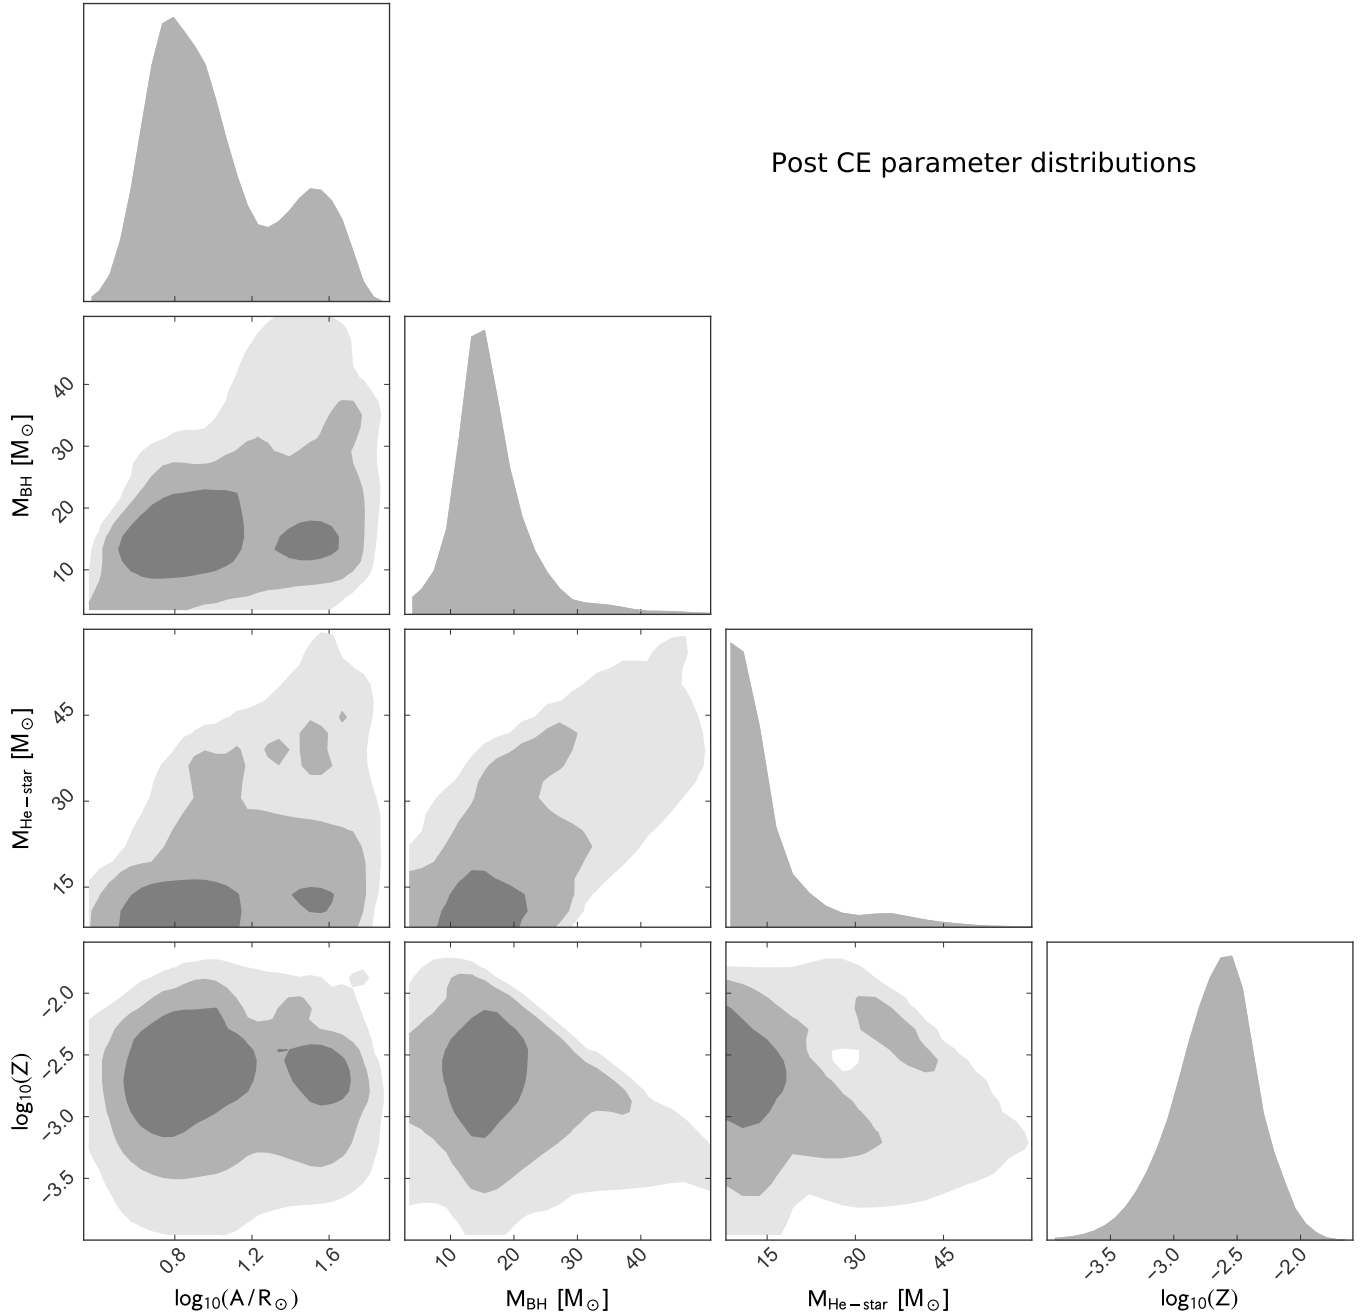 Post CE parameter distributions
M_BH [M_⊙]
40
30
20
10
M_He−star [M_⊙]
45
30
15
log₁₀(Z)
−2.0
−2.5
−3.0
−3.5
0.8 1.2 1.6
log₁₀(A/R_⊙)
10 20 30 40
M_BH [M_⊙]
15 30 45
M_He−star [M_⊙]
−3.5 −3.0 −2.5 −2.0
log₁₀(Z)